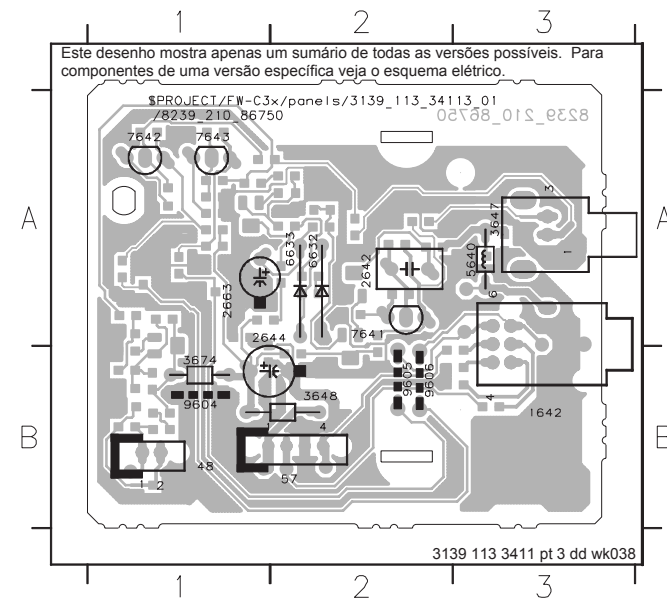 1 2 3
Este desenho mostra apenas um sumário de todas as versões possíveis. Para
componentes de uma versão específica veja o esquema elétrico.
$PROJECT/FW-C3x/panels/3139_113_34113_01
/8239_210_86750
8239_210_86750
7642 7643
A A
3
3647
6633 6632
2642
5640
1
2663
6
2644
7641
3674
9605 9606
3648
9604
4
1642
B B
1 4
48
57
1 2
3139 113 3411 pt 3 dd wk038
1 2 3